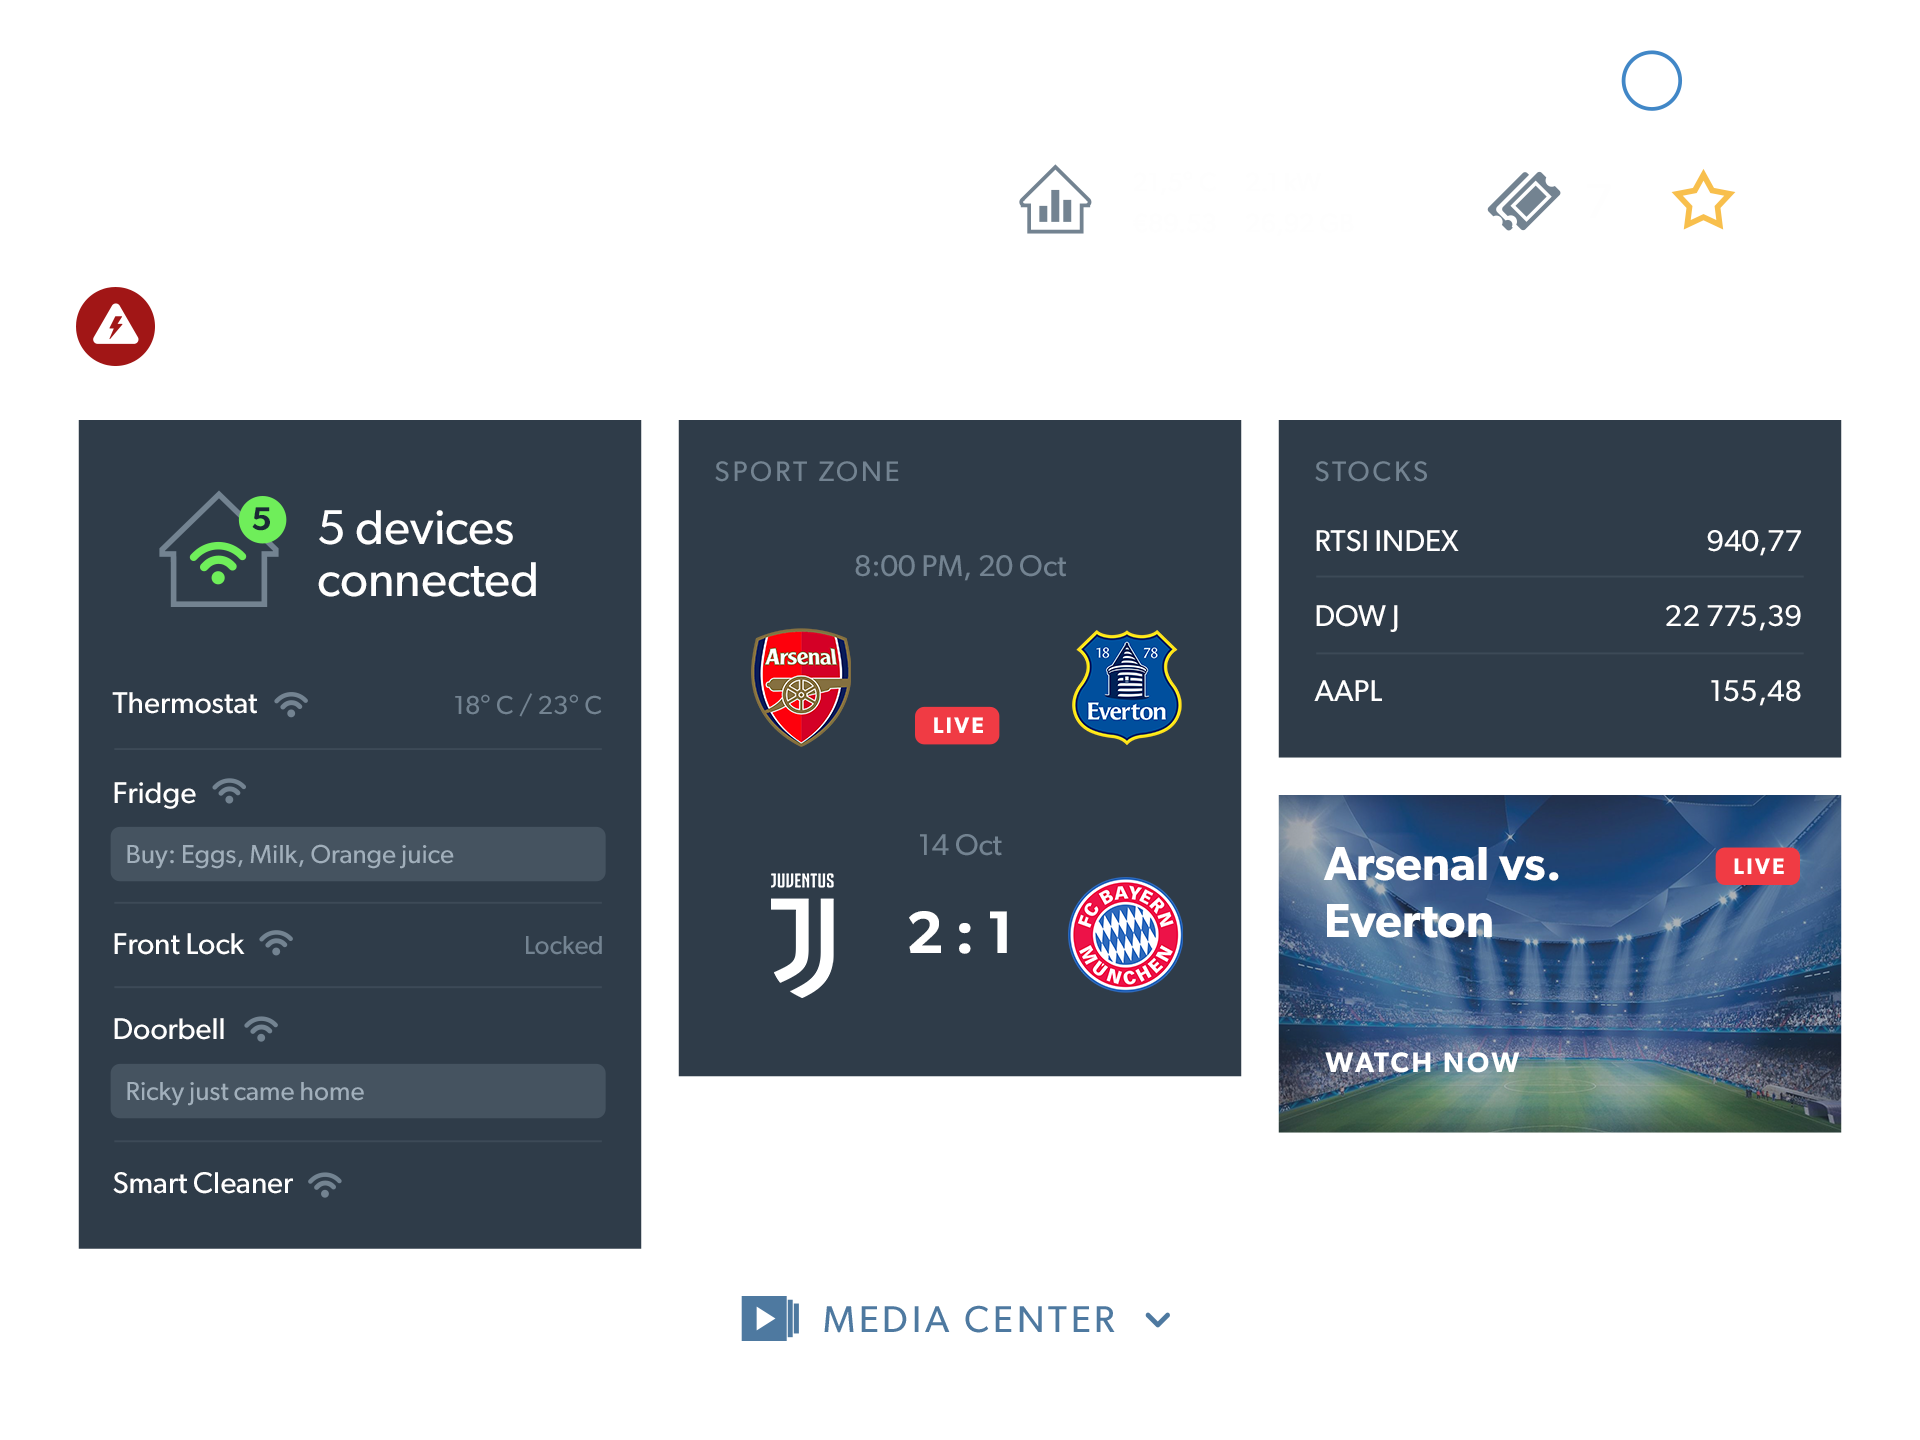 5
5 devices
connected
Thermostat
18° C / 23° C
Fridge
Buy: Eggs, Milk, Orange juice
Front Lock
Locked
Doorbell
Ricky just came home
Smart Cleaner
SPORT ZONE
8:00 PM, 20 Oct
Arsenal
LIVE
18 78
Everton
14 Oct
JUVENTUS
2 : 1
FC BAYERN
MÜNCHEN
STOCKS
RTSI INDEX
940,77
DOW J
22 775,39
AAPL
155,48
Arsenal vs.
Everton
LIVE
WATCH NOW
MEDIA CENTER